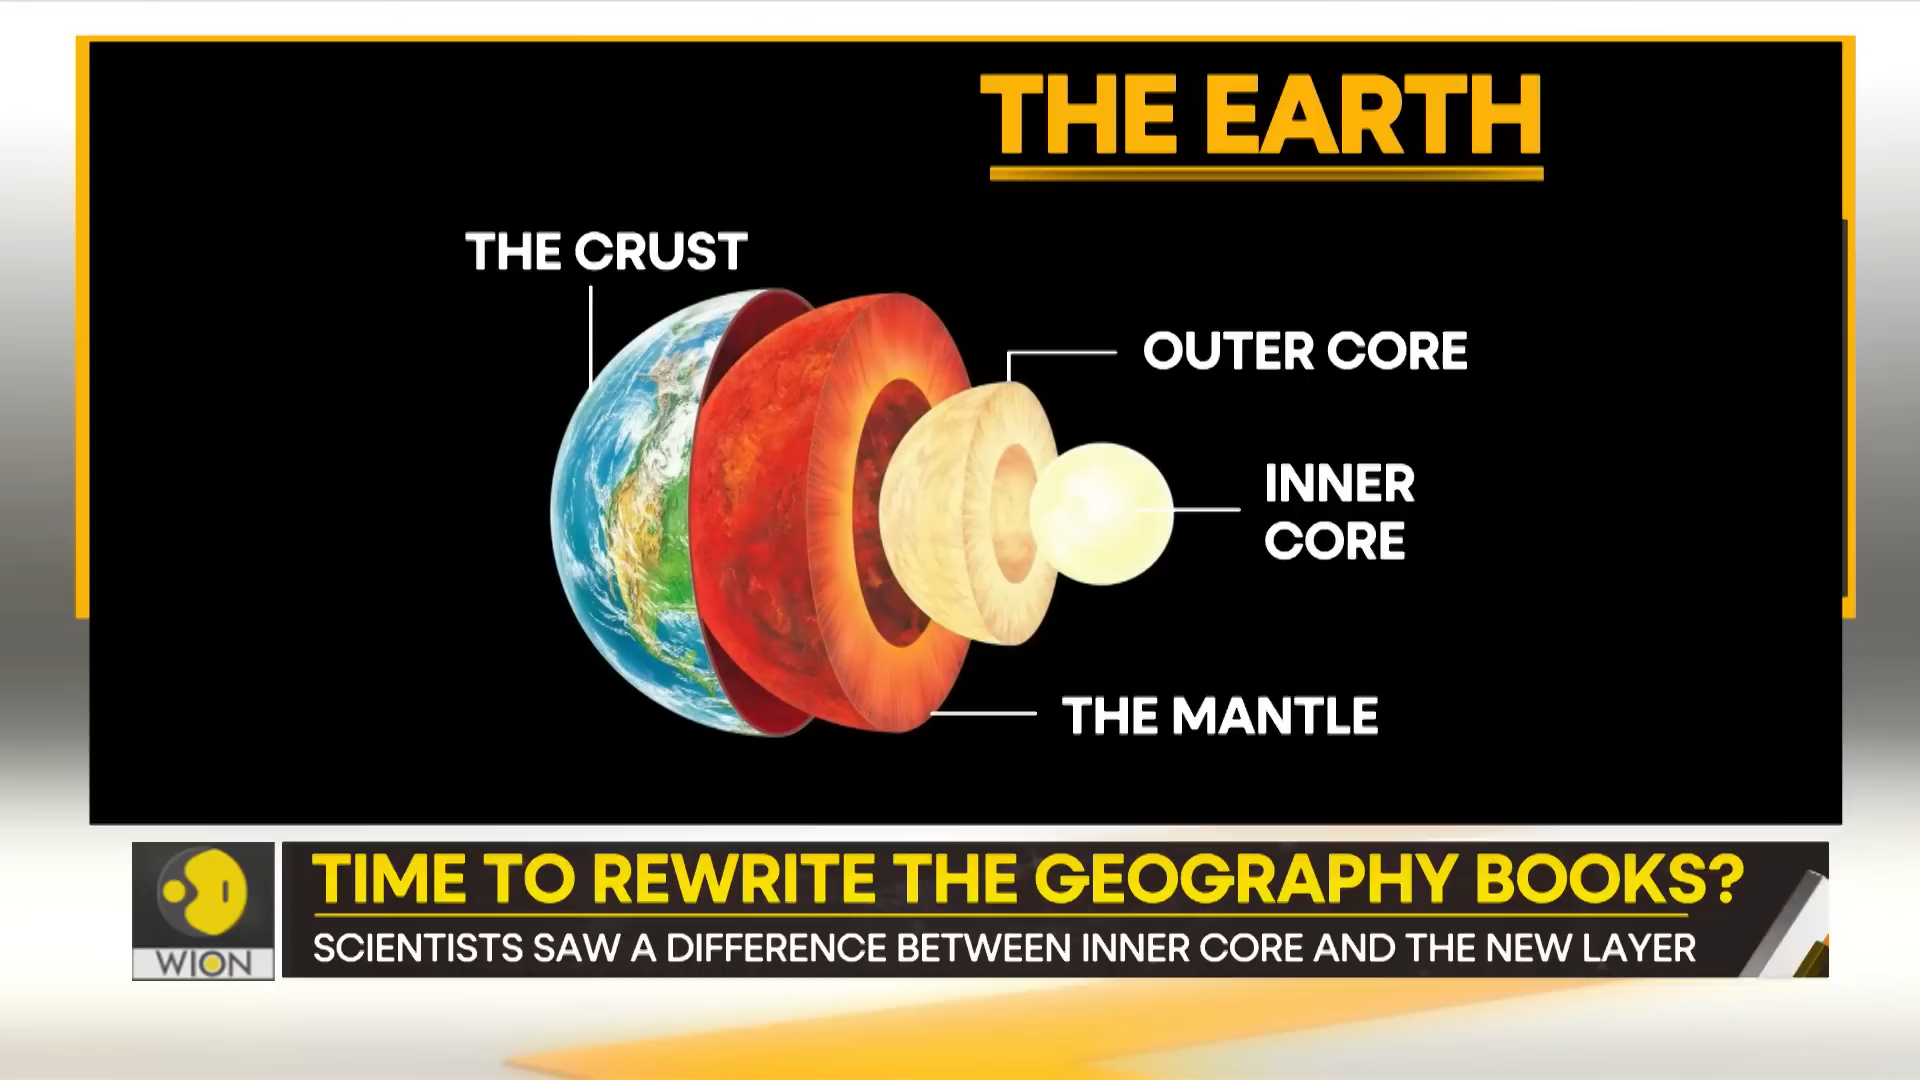 THE EARTH
THE CRUST
OUTER CORE
INNER
CORE
THE MANTLE
TIME TO REWRITE THE GEOGRAPHY BOOKS?
SCIENTISTS SAW A DIFFERENCE BETWEEN INNER CORE AND THE NEW LAYER
WION